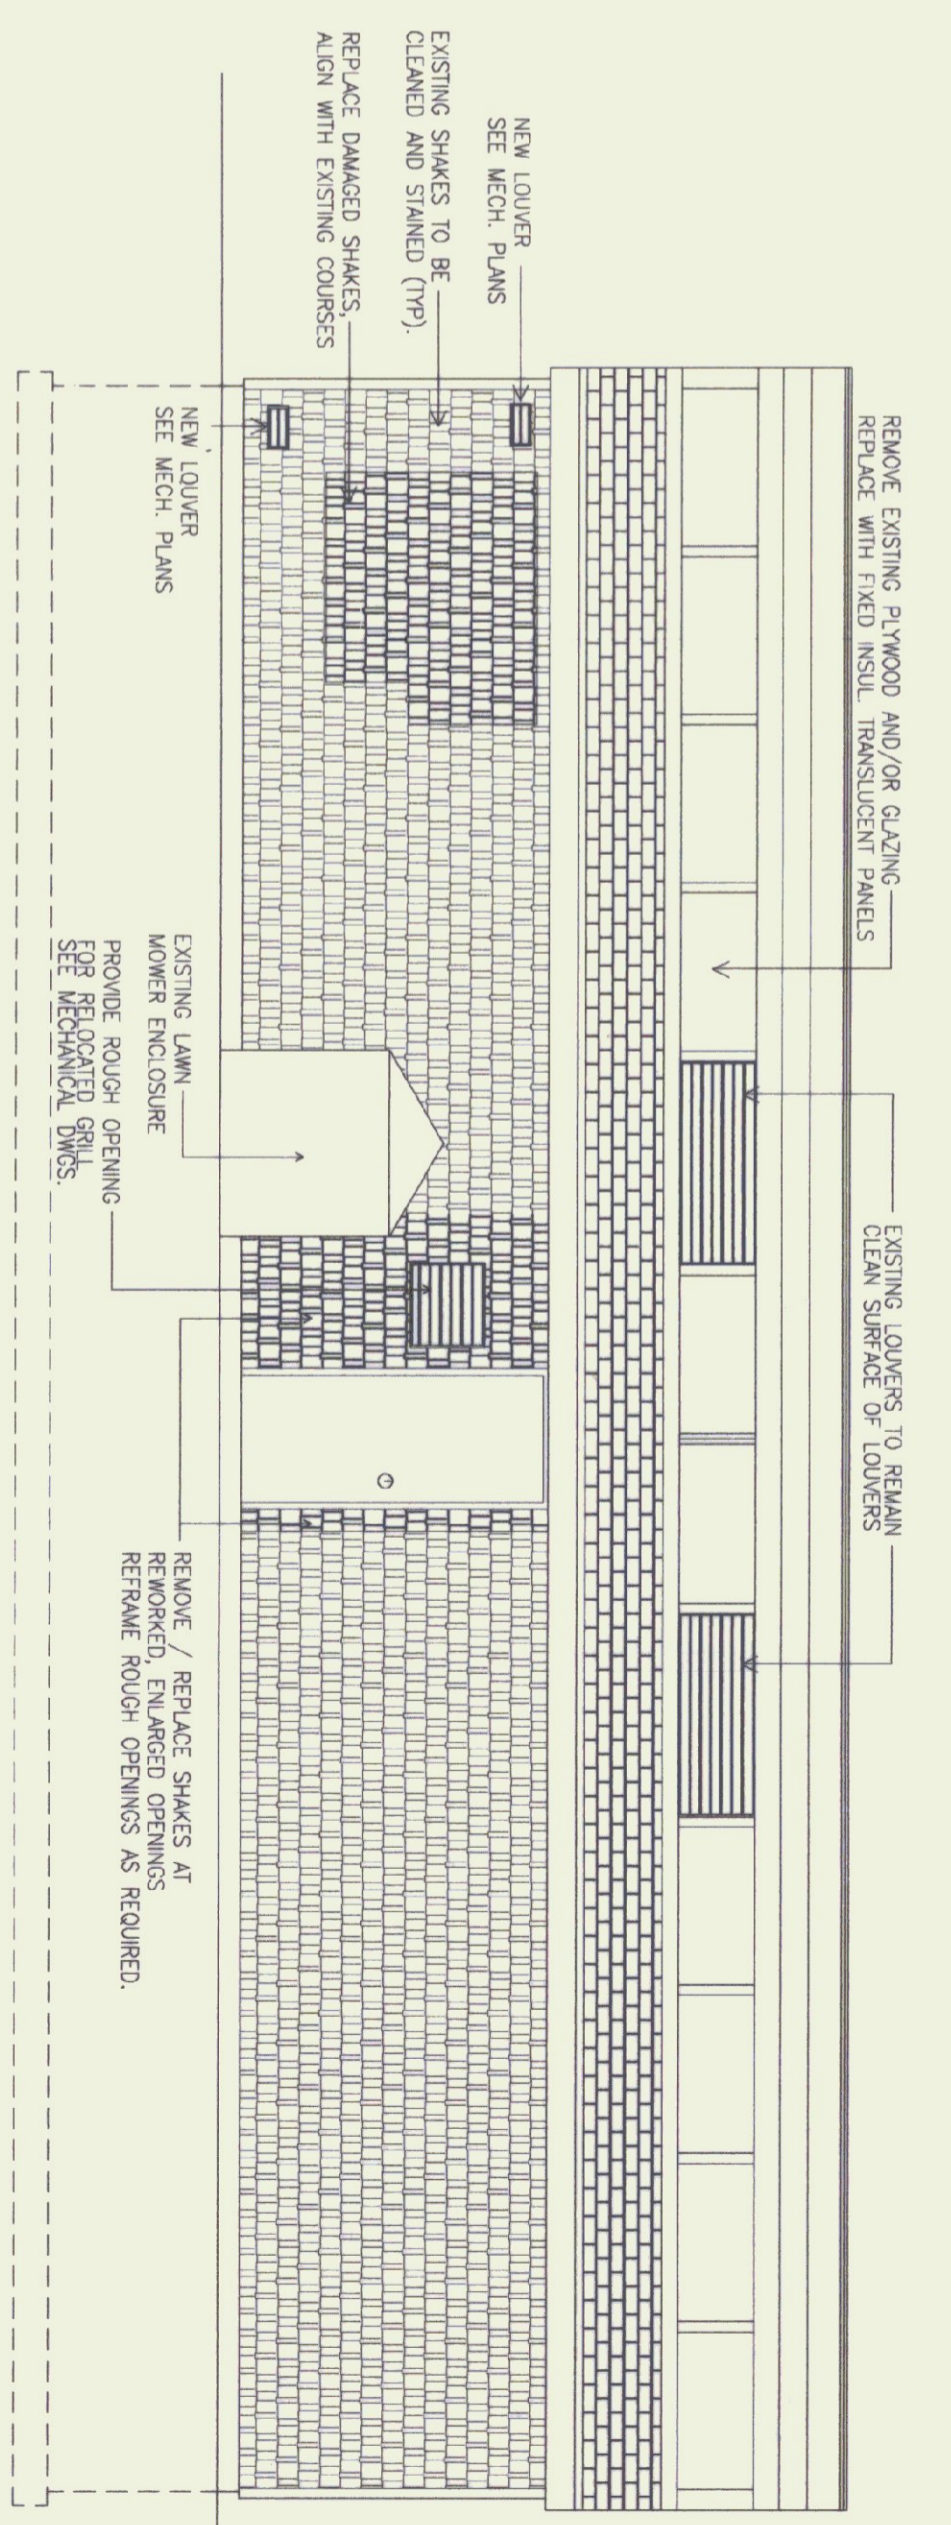 REMOVE EXISTING PLYWOOD AND/OR GLAZING
REPLACE WITH FIXED INSUL. TRANSLUCENT PANELS
EXISTING LOUVERS TO REMAIN
CLEAN SURFACE OF LOUVERS
NEW LOUVER
SEE MECH. PLANS
EXISTING SHAKES TO BE
CLEANED AND STAINED (TYP).
REPLACE DAMAGED SHAKES,
ALIGN WITH EXISTING COURSES
NEW LOUVER
SEE MECH. PLANS
EXISTING LAWN
MOWER ENCLOSURE
PROVIDE ROUGH OPENING
FOR RELOCATED GRILL
SEE MECHANICAL DWGS.
REMOVE / REPLACE SHAKES AT
REWORKED, ENLARGED OPENINGS
REFRAME ROUGH OPENINGS AS REQUIRED.